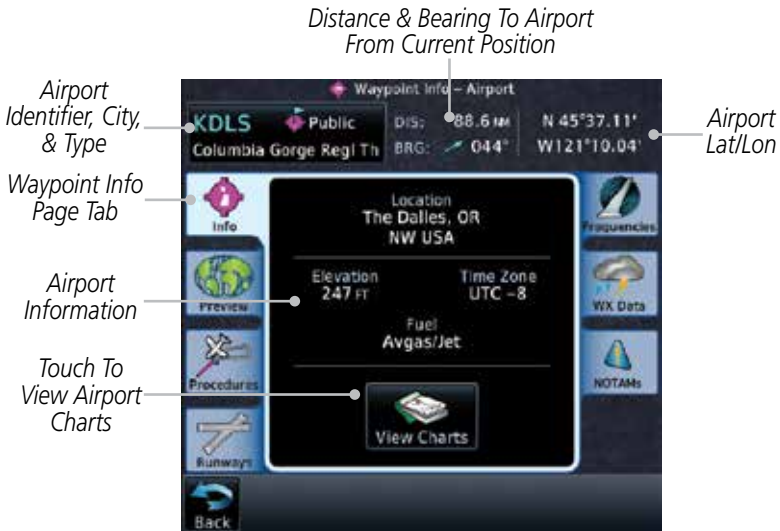 Distance & Bearing To Airport
From Current Position
Airport
Identifier, City,
& Type
Waypoint Info
Page Tab
Airport
Information
Touch To
View Airport
Charts
Airport
Lat/Lon
Waypoint Info – Airport
KDLS Public
Columbia Gorge Regl Th
DIS: 88.6 NM
BRG: 044°
N 45°37.11'
W121°10.04'
Info
Preview
Procedures
Runways
Location
The Dalles, OR
NW USA
Elevation
247 FT
Time Zone
UTC -8
Fuel
Avgas/Jet
View Charts
Frequencies
WX Data
NOTAMs
Back